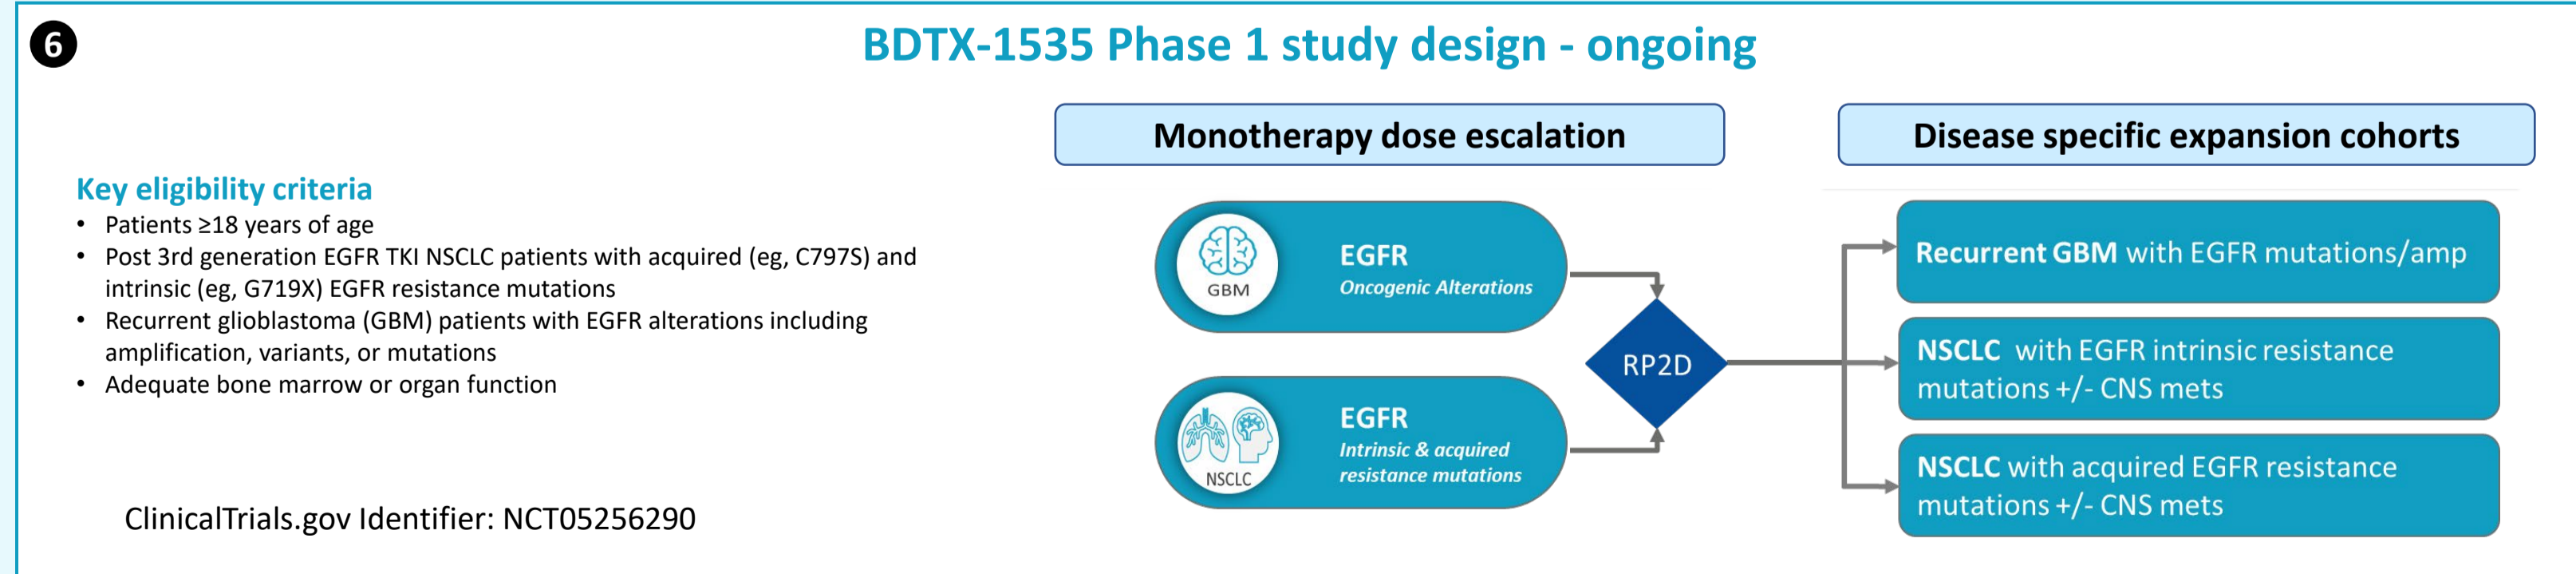 6
BDTX-1535 Phase 1 study design - ongoing
Key eligibility criteria
• Patients ≥18 years of age
• Post 3rd generation EGFR TKI NSCLC patients with acquired (eg, C797S) and
intrinsic (eg, G719X) EGFR resistance mutations
• Recurrent glioblastoma (GBM) patients with EGFR alterations including
amplification, variants, or mutations
• Adequate bone marrow or organ function
ClinicalTrials.gov Identifier: NCT05256290
Monotherapy dose escalation
GBM
EGFR
Oncogenic Alterations
NSCLC
EGFR
Intrinsic & acquired
resistance mutations
RP2D
Disease specific expansion cohorts
Recurrent GBM with EGFR mutations/amp
NSCLC with EGFR intrinsic resistance
mutations +/- CNS mets
NSCLC with acquired EGFR resistance
mutations +/- CNS mets